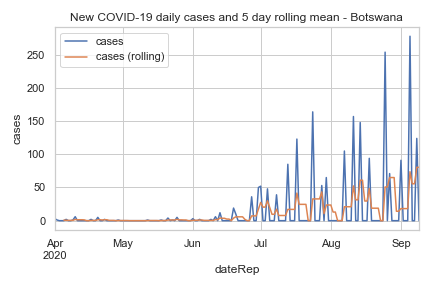 New COVID-19 daily cases and 5 day rolling mean - Botswana
cases
cases (rolling)
250
200
150
100
50
0
cases
Apr
2020
May
Jun
Jul
Aug
Sep
dateRep